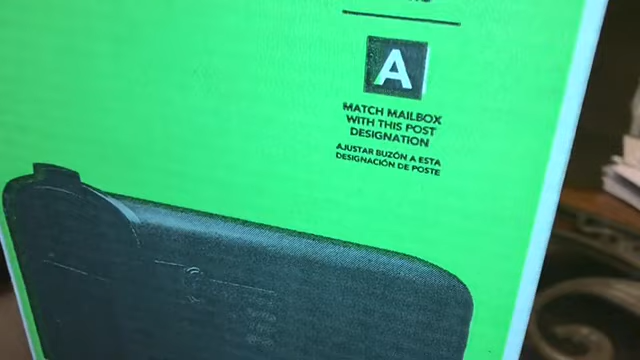 A
MATCH MAILBOX
WITH THIS POST
DESIGNATION
AJUSTAR BUZÓN A ESTA
DESIGNACIÓN DE POSTE